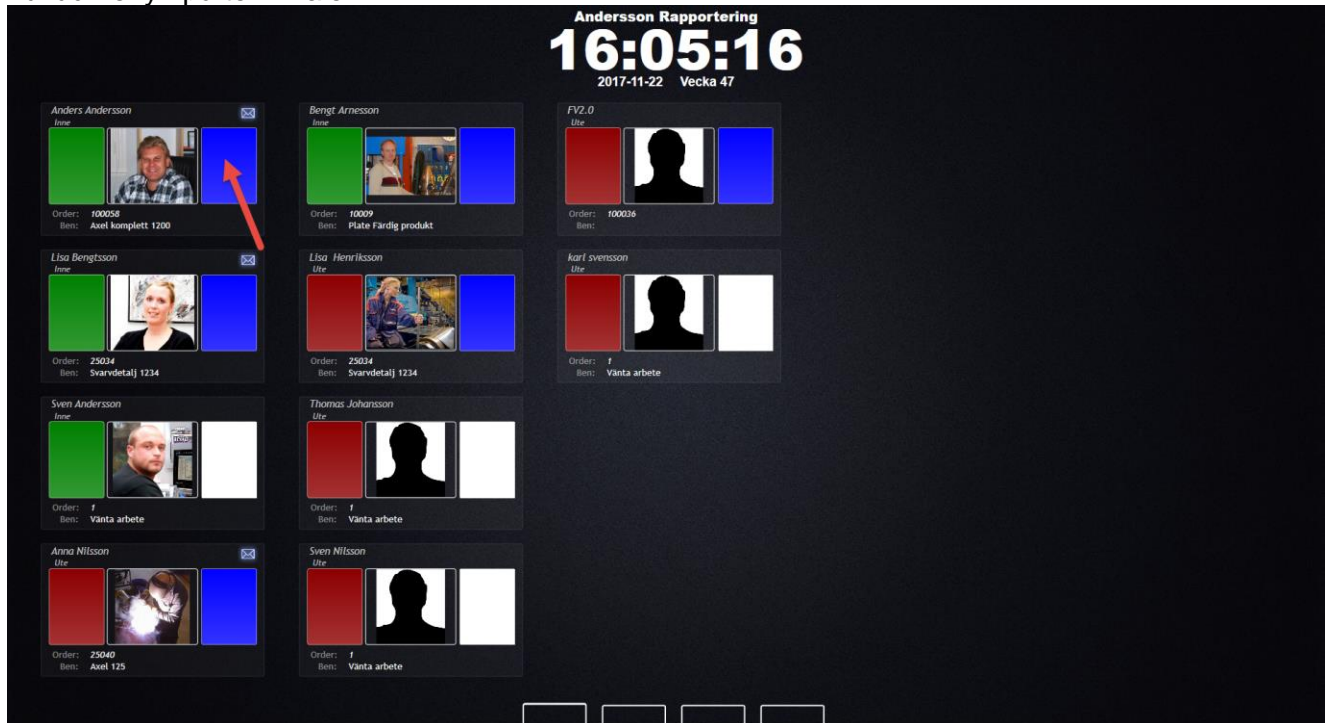 Andersson Rapportering
16:05:16
2017-11-22 Vecka 47
Anders Andersson
Inne
Order: 100058
Ben: Axel komplett 1200
Bengt Arnesson
Inne
Order: 10009
Ben: Plate Färdig produkt
FV2.0
Ute
Order: 100036
Ben:
Lisa Bengtsson
Inne
Order: 25034
Ben: Svarvdetalj 1234
Lisa Henriksson
Ute
Order: 25034
Ben: Svarvdetalj 1234
karl svensson
Ute
Order: 1
Ben: Vänta arbete
Sven Andersson
Inne
Order: 1
Ben: Vänta arbete
Thomas Johansson
Ute
Order: 1
Ben: Vänta arbete
Anna Nilsson
Ute
Order: 25040
Ben: Axel 125
Sven Nilsson
Ute
Order: 1
Ben: Vänta arbete